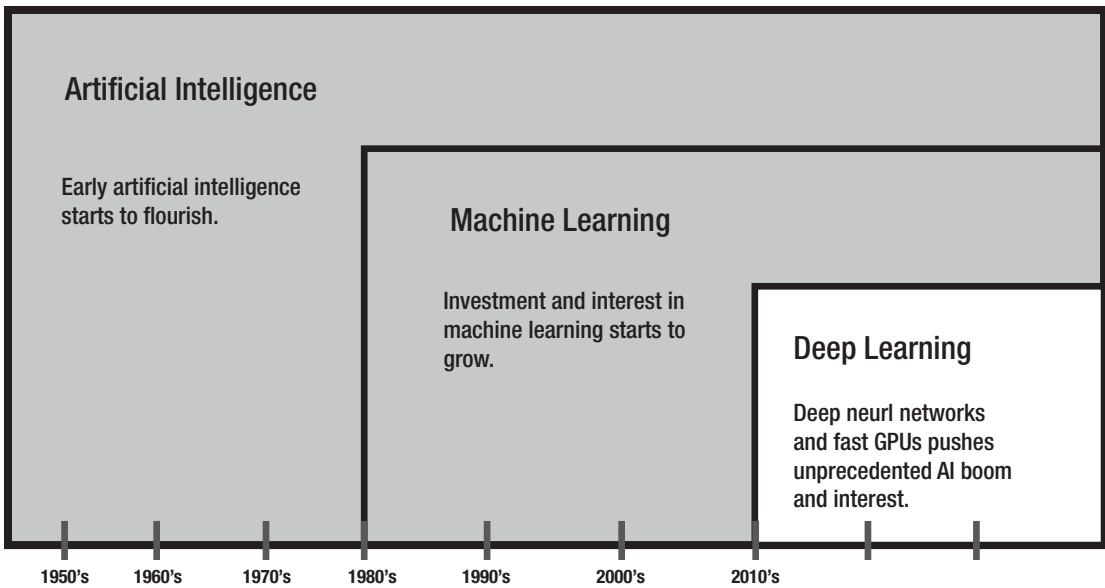 Artificial Intelligence
Early artificial intelligence
starts to flourish.
Machine Learning
Investment and interest in
machine learning starts to
grow.
Deep Learning
Deep neurl networks
and fast GPUs pushes
unprecedented AI boom
and interest.
1950's 1960's 1970's 1980's 1990's 2000's 2010's